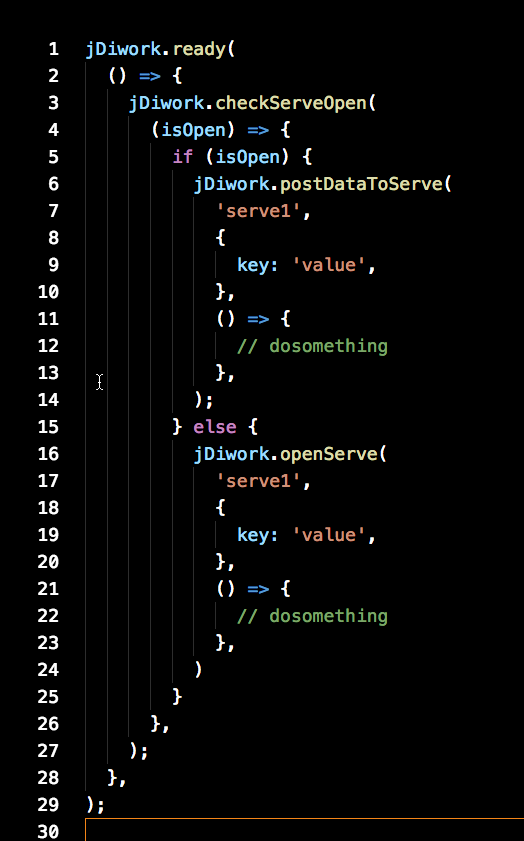 1 jDiwork.ready(
2   () => {
3     jDiwork.checkServeOpen(
4       (isOpen) => {
5         if (isOpen) {
6           jDiwork.postDataToServe(
7             'serve1',
8             {
9               key: 'value',
10             },
11             () => {
12               // dosomething
13             },
14           );
15         } else {
16           jDiwork.openServe(
17             'serve1',
18             {
19               key: 'value',
20             },
21             () => {
22               // dosomething
23             },
24           )
25         }
26       },
27     );
28   },
29 );
30